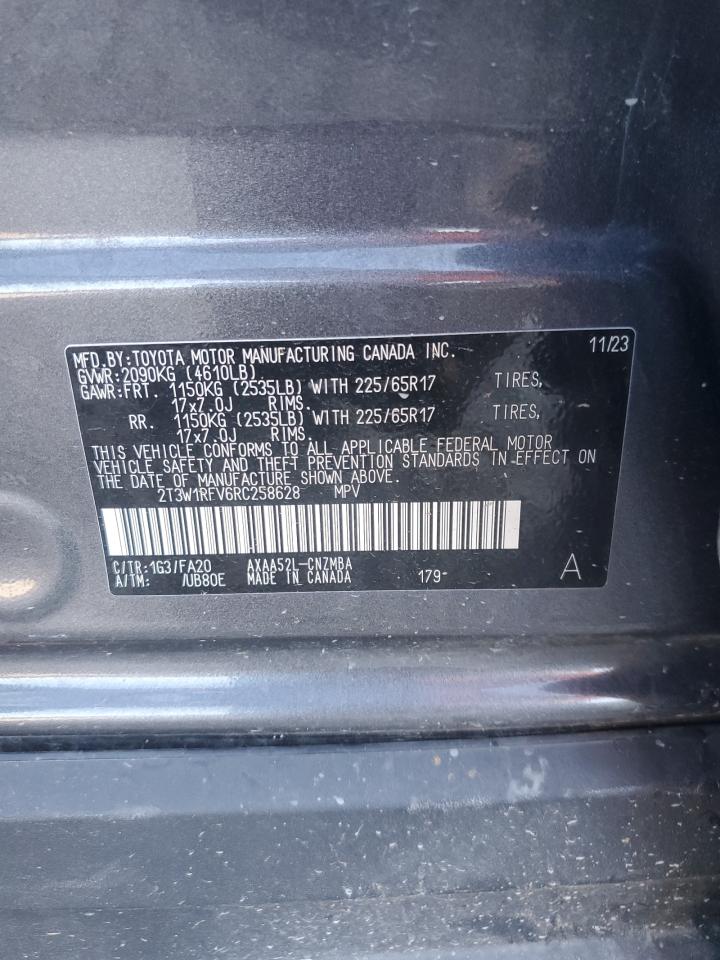 MFD.BY:TOYOTA MOTOR MANUFACTURING CANADA INC. 11/23
GVWR:2090KG (4610LB)
GAWR:FRT. 1150KG (2535LB) WITH 225/65R17 TIRES,
17x7.0J RIMS.
RR. 1150KG (2535LB) WITH 225/65R17 TIRES,
17x7.0J RIMS.
THIS VEHICLE CONFORMS TO ALL APPLICABLE FEDERAL MOTOR
VEHICLE SAFETY AND THEFT PREVENTION STANDARDS IN EFFECT ON
THE DATE OF MANUFACTURE SHOWN ABOVE.
2T3W1RFV6RC258628 MPV
C/TR:1G3/FA20 AXAA52L-CNZMBA
A/TM: /UB80E MADE IN CANADA 179- A